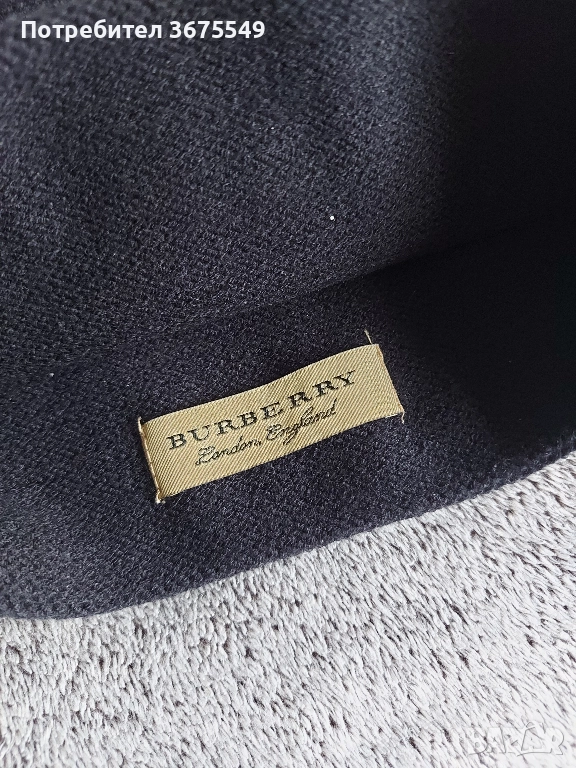 Потребител 3675549
BURBERRY
London, England